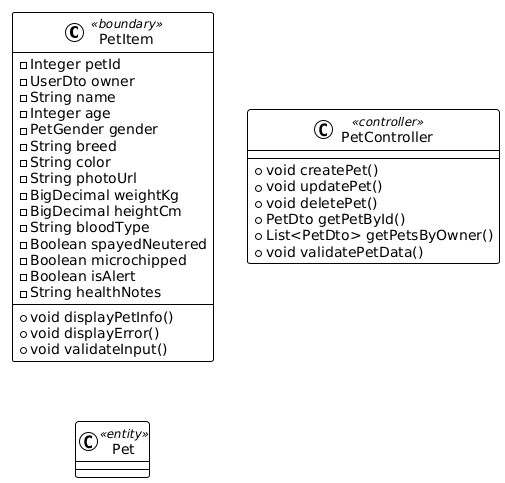 C «boundary»
PetItem
Integer petId
UserDto owner
String name
Integer age
PetGender gender
String breed
String color
String photoUrl
BigDecimal weightKg
BigDecimal heightCm
String bloodType
Boolean spayedNeutered
Boolean microchipped
Boolean isAlert
String healthNotes
void displayPetInfo()
void displayError()
void validateInput()
C «controller»
PetController
void createPet()
void updatePet()
void deletePet()
PetDto getPetById()
List<PetDto> getPetsByOwner()
void validatePetData()
C «entity»
Pet